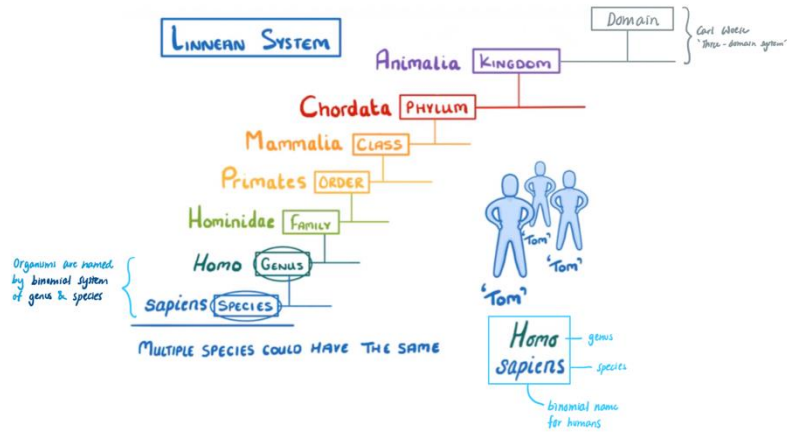 LINNEAN SYSTEM
Domain
Carl Woese
"Three-domain system"
Animalia KINGDOM
Chordata PHYLUM
Mammalia CLASS
Primates ORDER
Hominidae FAMILY
Homo GENUS
sapiens SPECIES
Organisms are named
by binomial system
of genus & species
MULTIPLE SPECIES COULD HAVE THE SAME
"Tom"
"Tom"
'Tom'
Homo
genus
sapiens
species
binomial name
for humans